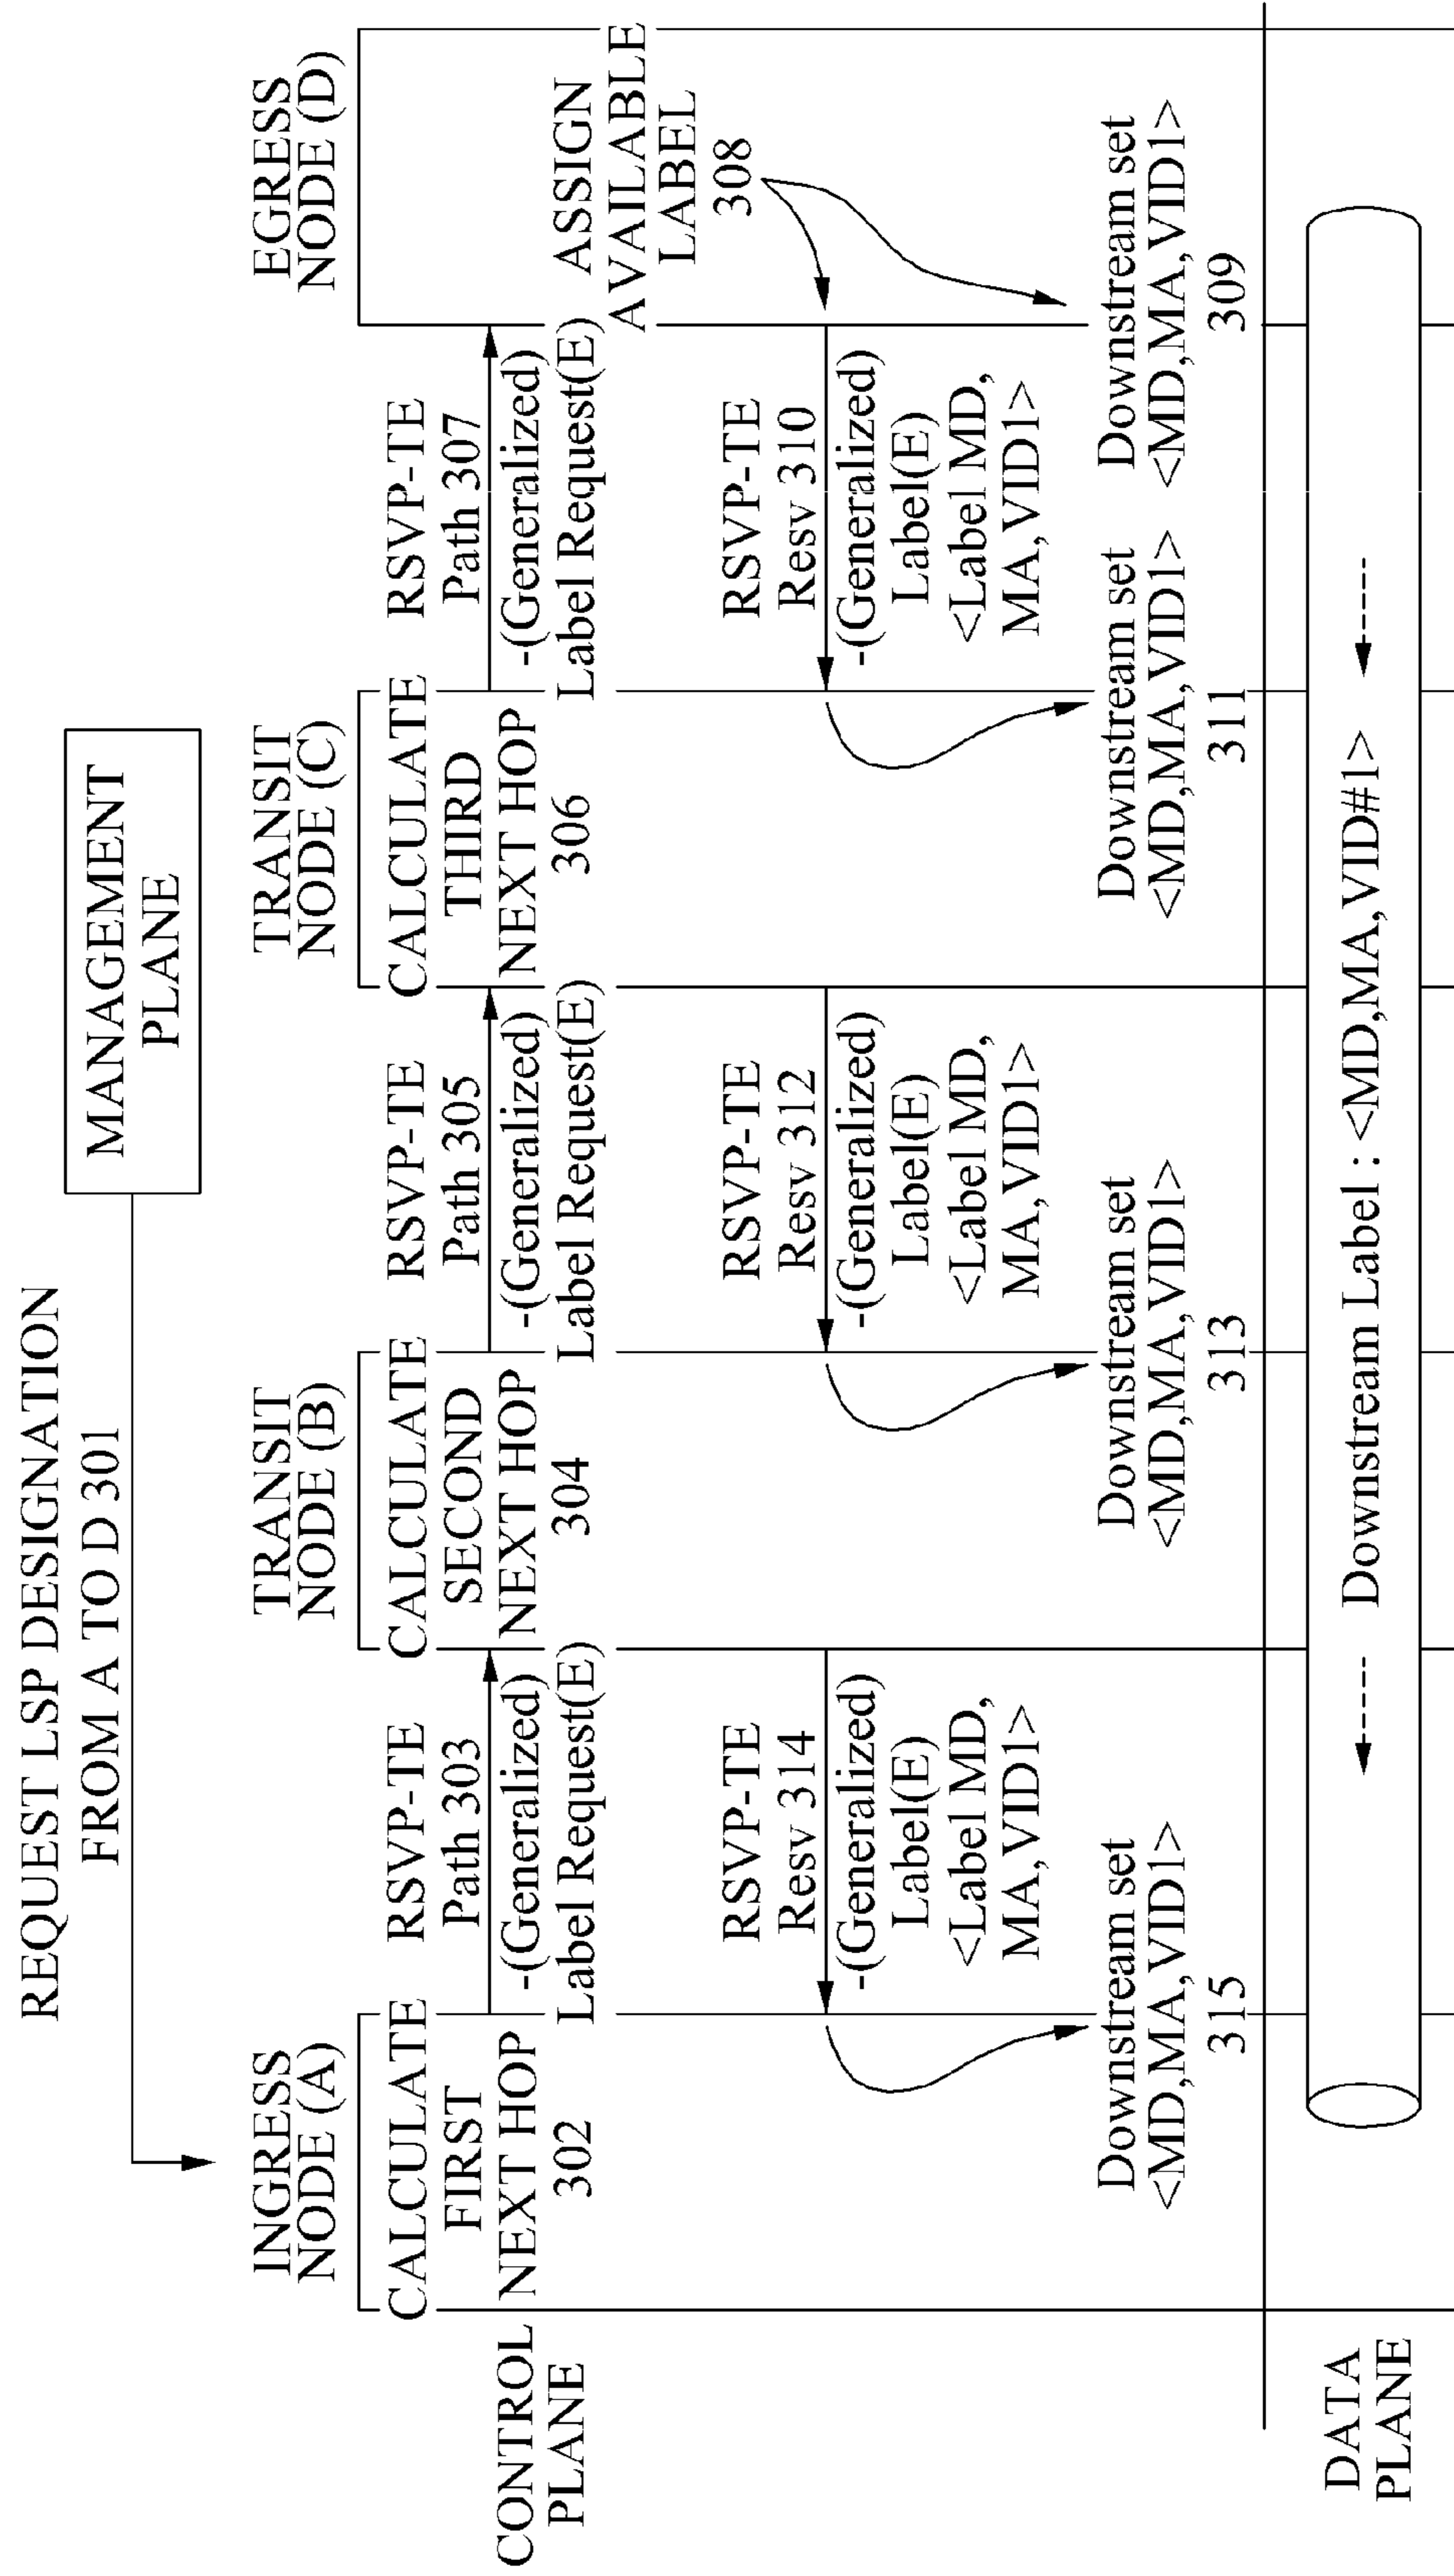 REQUEST LSP DESIGNATION
FROM A TO D 301
MANAGEMENT
PLANE
INGRESS
NODE (A)
TRANSIT
NODE (B)
TRANSIT
NODE (C)
EGRESS
NODE (D)
CONTROL
PLANE
CALCULATE
FIRST
NEXT HOP
302
RSVP-TE
Path 303
-(Generalized)
Label Request(E)
CALCULATE
SECOND
NEXT HOP
304
RSVP-TE
Path 305
-(Generalized)
Label Request(E)
CALCULATE
THIRD
NEXT HOP
306
RSVP-TE
Path 307
-(Generalized)
Label Request(E)
ASSIGN
AVAILABLE
LABEL
308
RSVP-TE
Resv 314
-(Generalized)
Label(E)
<Label MD,
MA,VID1>
RSVP-TE
Resv 312
-(Generalized)
Label(E)
<Label MD,
MA,VID1>
RSVP-TE
Resv 310
-(Generalized)
Label(E)
<Label MD,
MA,VID1>
Downstream set
<MD,MA,VID1>
315
Downstream set
<MD,MA,VID1>
313
Downstream set
<MD,MA,VID1>
311
Downstream set
<MD,MA,VID1>
309
DATA
PLANE
Downstream Label : <MD,MA,VID#1>